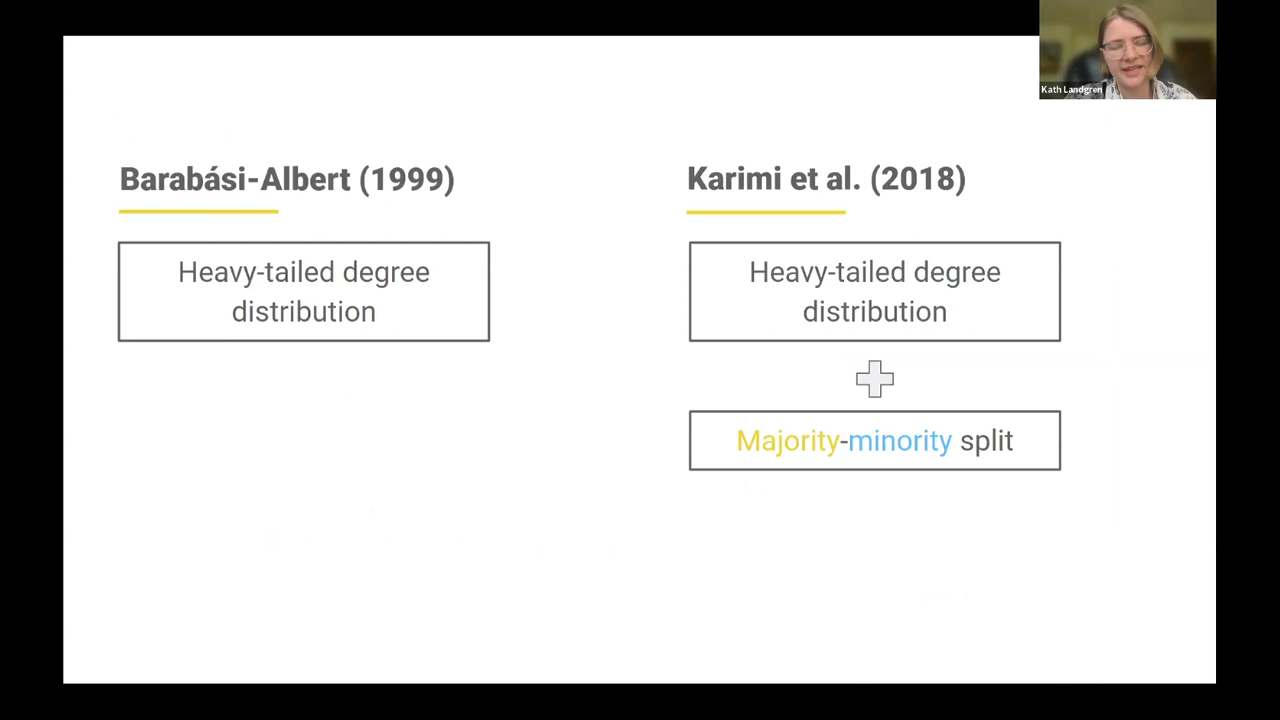 Kath Landgren
Barabási-Albert (1999)
Heavy-tailed degree
distribution
Karimi et al. (2018)
Heavy-tailed degree
distribution
Majority-minority split